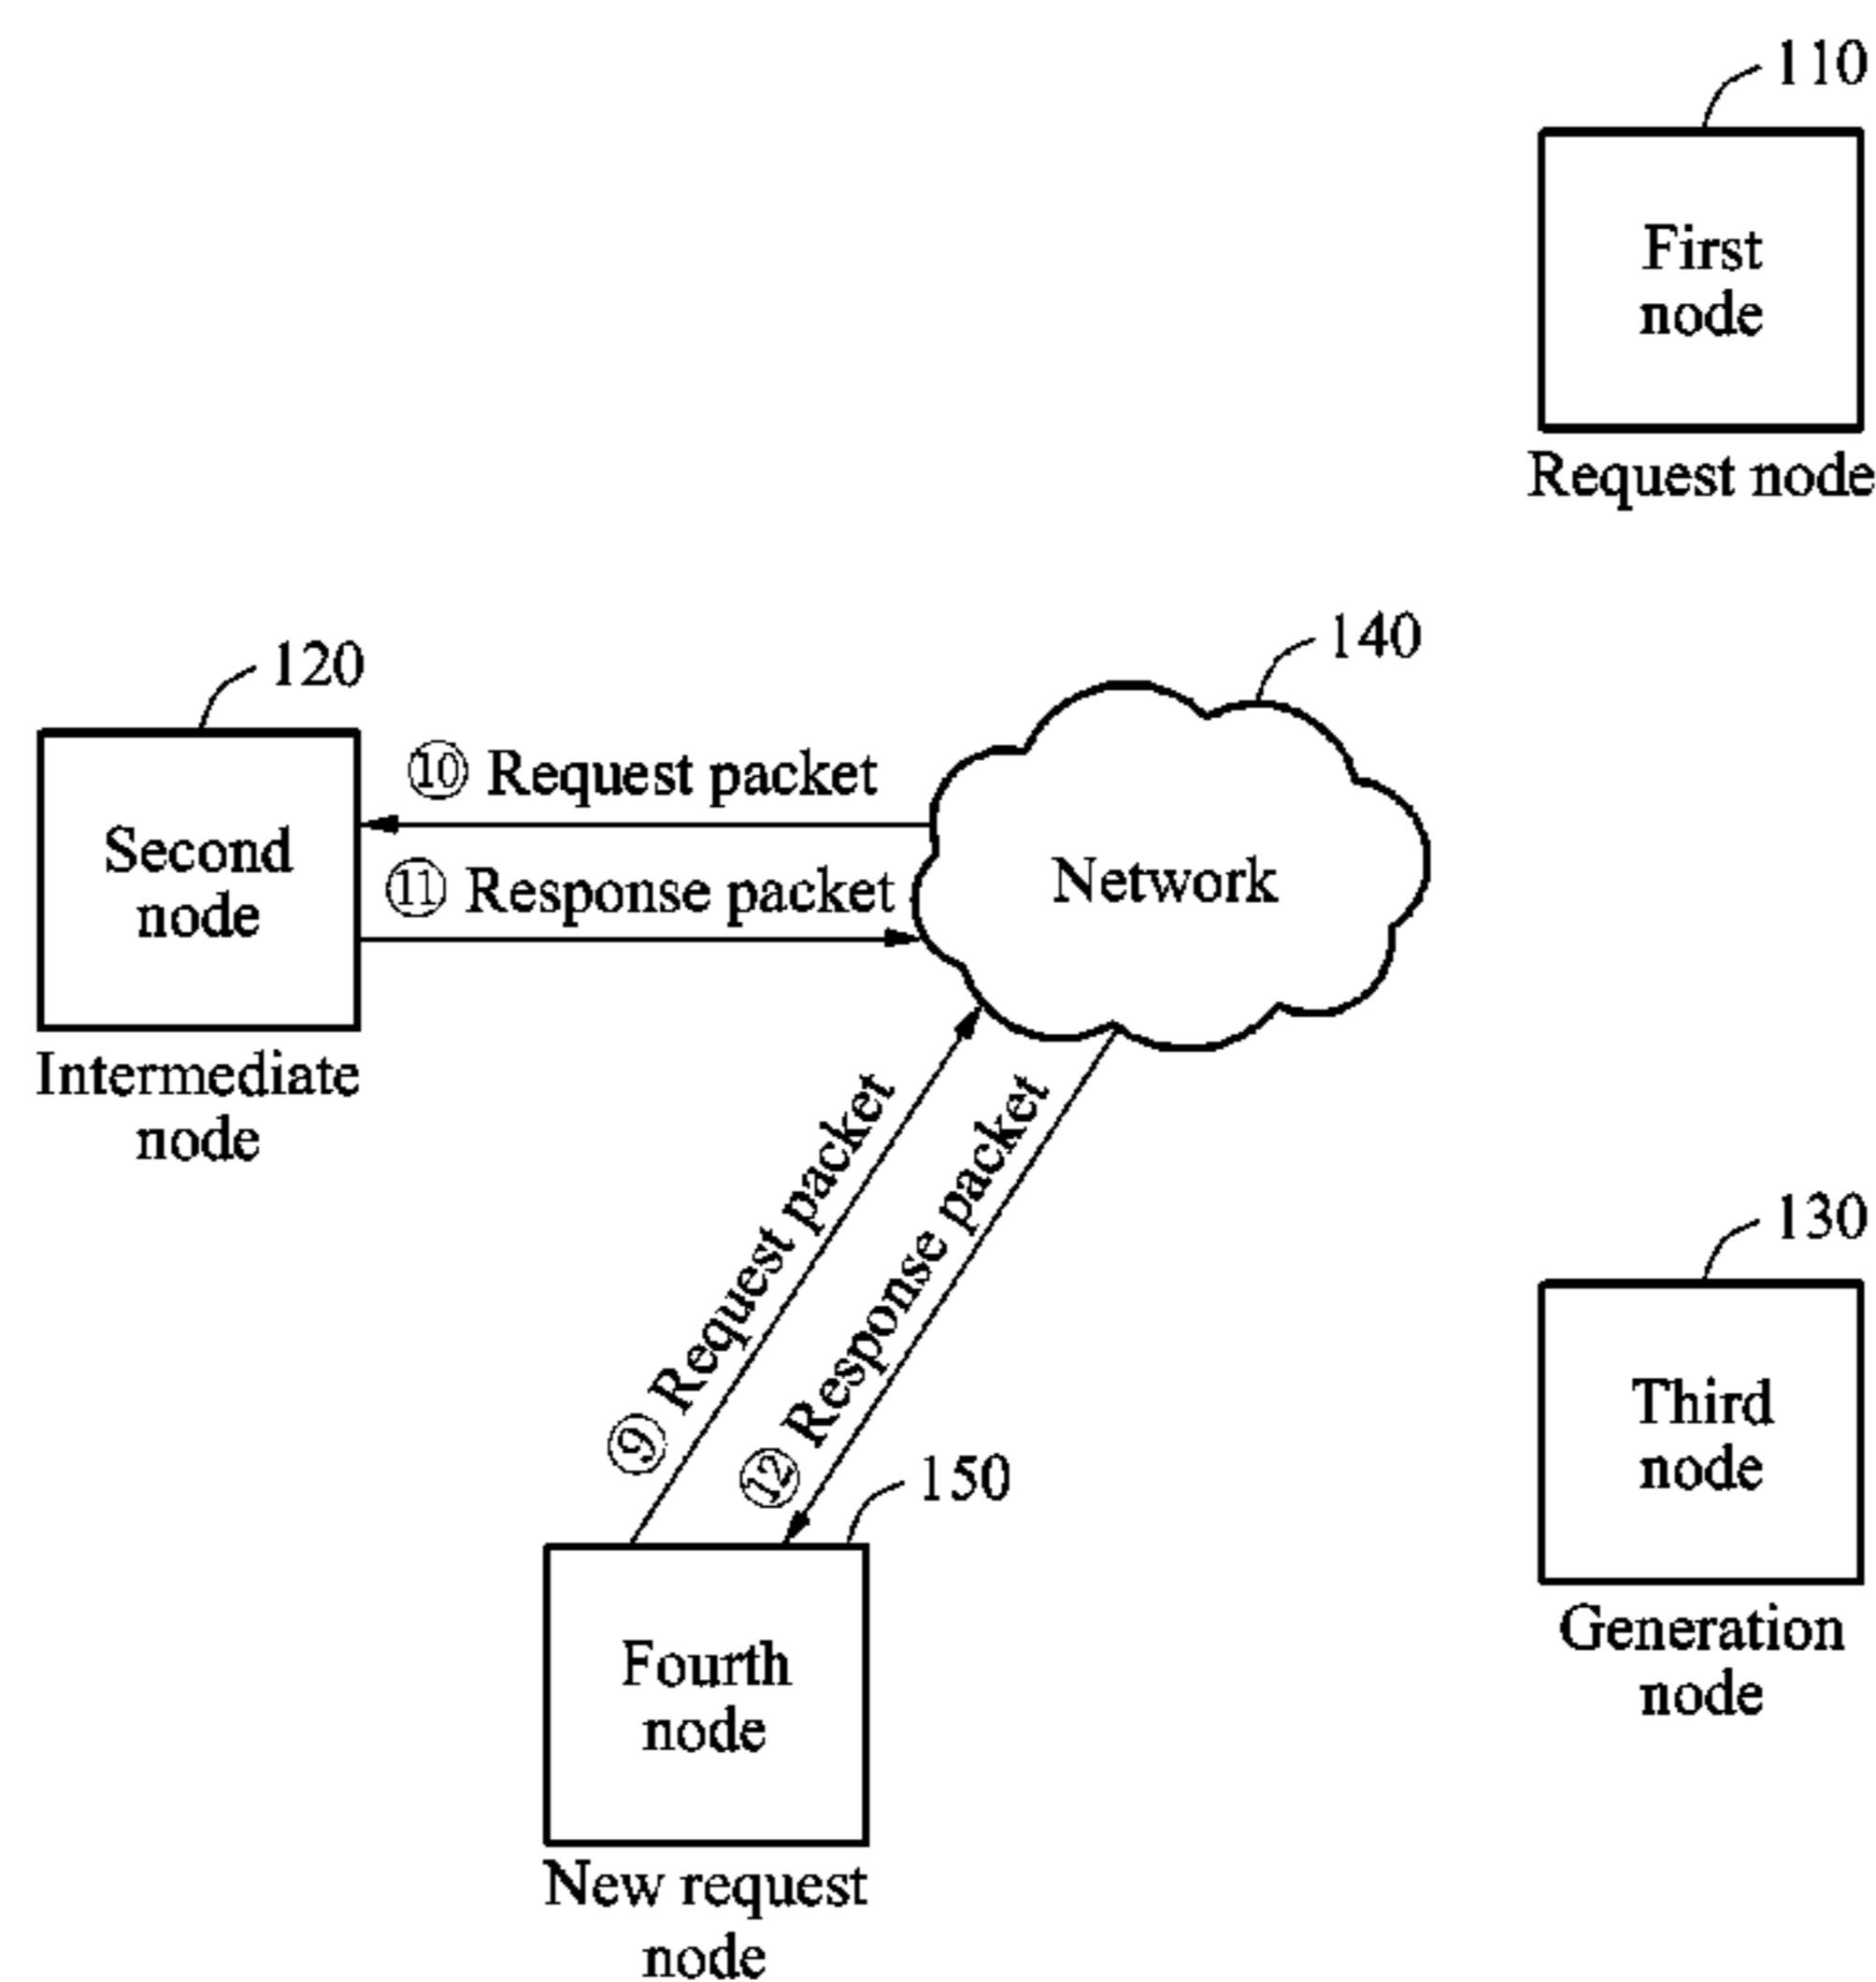 110
First
node
Request node
140
120
⑩ Request packet
Second
node
⑪ Response packet
Network
Intermediate
node
⑨ Request packet
⑫ Response packet
130
Third
node
Generation
node
150
Fourth
node
New request
node